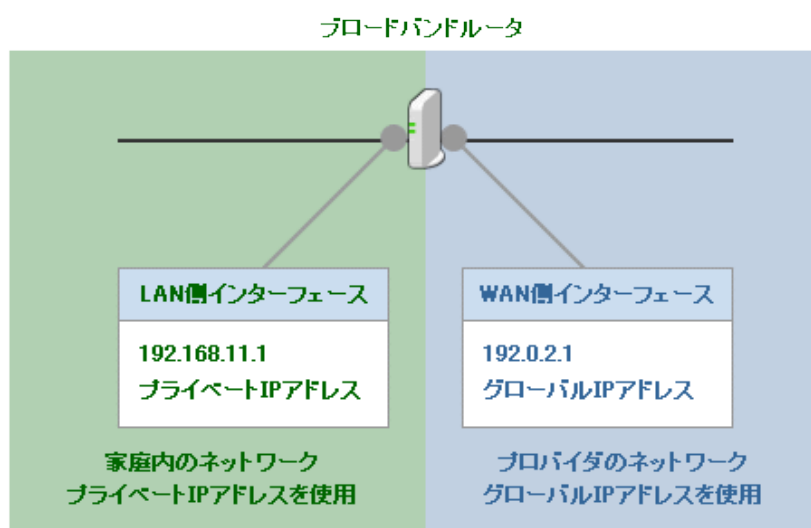 ブロードバンドルータ
LAN側インターフェース
192.168.11.1
プライベートIPアドレス
WAN側インターフェース
192.0.2.1
グローバルIPアドレス
家庭内のネットワーク
プライベートIPアドレスを使用
プロバイダのネットワーク
グローバルIPアドレスを使用